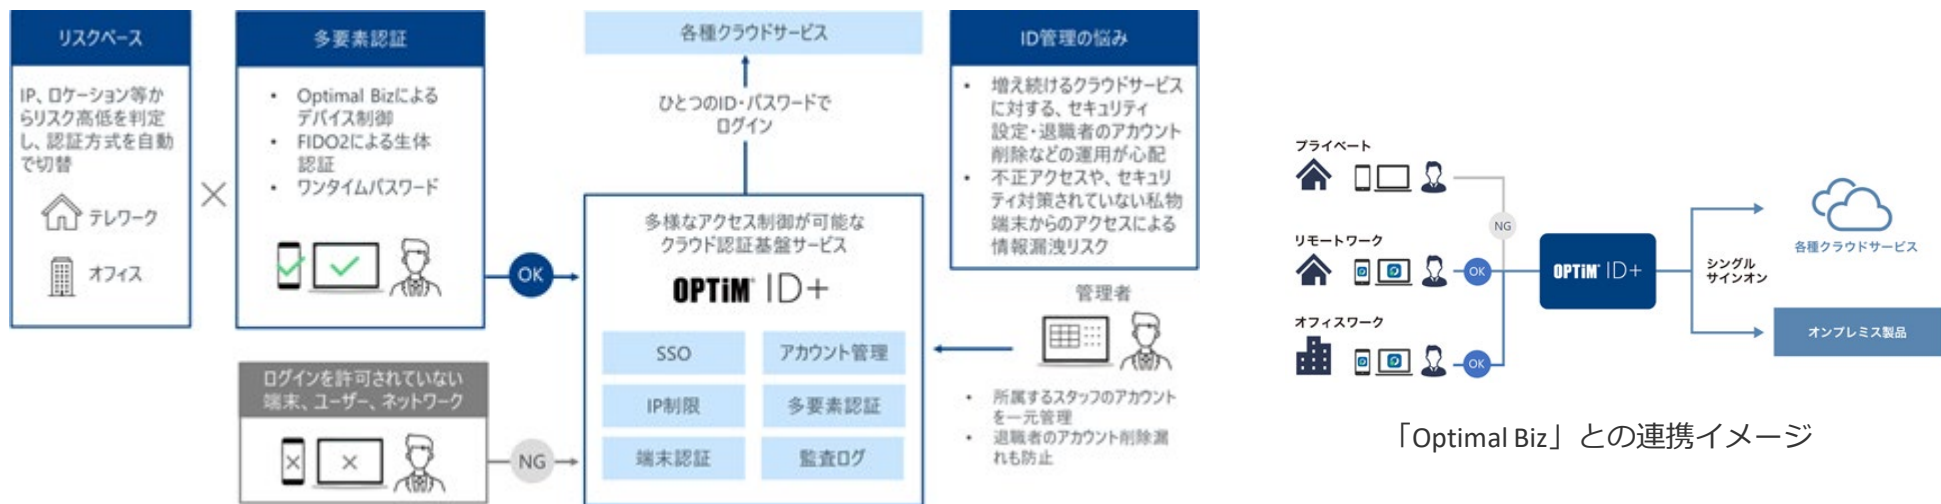 リスクベース
IP、ロケーション等か
らリスク高低を判定
し、認証方式を自動
で切替
テレワーク
オフィス
多要素認証
• Optimal Bizによる
デバイス制御
• FIDO2による生体
認証
• ワンタイムパスワード
OK
ログインを許可されていない
端末、ユーザー、ネットワーク
NG
各種クラウドサービス
ひとつのID・パスワードで
ログイン
多様なアクセス制御が可能な
クラウド認証基盤サービス
OPTiM ID+
SSO
アカウント管理
IP制限
多要素認証
端末認証
監査ログ
ID管理の悩み
• 増え続けるクラウドサービス
に対する、セキュリティ
設定・退職者のアカウント
削除などの運用が心配
• 不正アクセスや、セキュリ
ティ対策されていない私物
端末からのアクセスによる
情報漏洩リスク
管理者
• 所属するスタッフのアカウント
を一元管理
• 退職者のアカウント削除漏
れも防止
プライベート
NG
リモートワーク
OK
オフィスワーク
OK
OPTiM ID+
シングル
サインオン
各種クラウドサービス
オンプレミス製品
「Optimal Biz」との連携イメージ